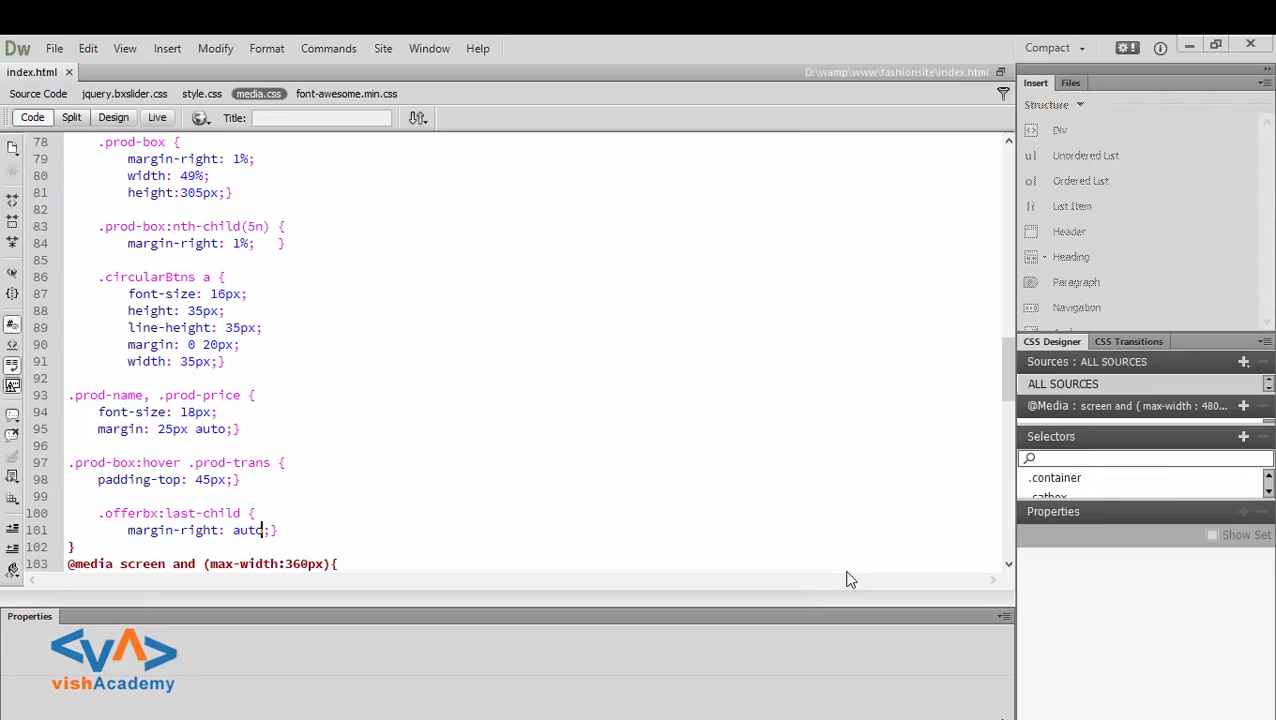 Dw File Edit View Insert Modify Format Commands Site Window Help Compact
index.html × D:\wamp\www\fashionsite\index.html
Source Code jquery.bxslider.css style.css media.css font-awesome.min.css
Code Split Design Live Title:
78 .prod-box {
79 margin-right: 1%;
80 width: 49%;
81 height:305px;}
82
83 .prod-box:nth-child(5n) {
84 margin-right: 1%; }
85
86 .circularBtns a {
87 font-size: 16px;
88 height: 35px;
89 line-height: 35px;
90 margin: 0 20px;
91 width: 35px;}
92
93 .prod-name, .prod-price {
94 font-size: 18px;
95 margin: 25px auto;}
96
97 .prod-box:hover .prod-trans {
98 padding-top: 45px;}
99
100 .offerbx:last-child {
101 margin-right: auto;}
102 }
103 @media screen and (max-width:360px){
Insert Files
Structure
Div
ul Unordered List
ol Ordered List
li List Item
Header
Heading
Paragraph
Navigation
CSS Designer CSS Transitions
Sources : ALL SOURCES
ALL SOURCES
@Media : screen and ( max-width : 480...
Selectors
.container
.catbox
Properties
Show Set
Properties
<VA>
vishAcademy